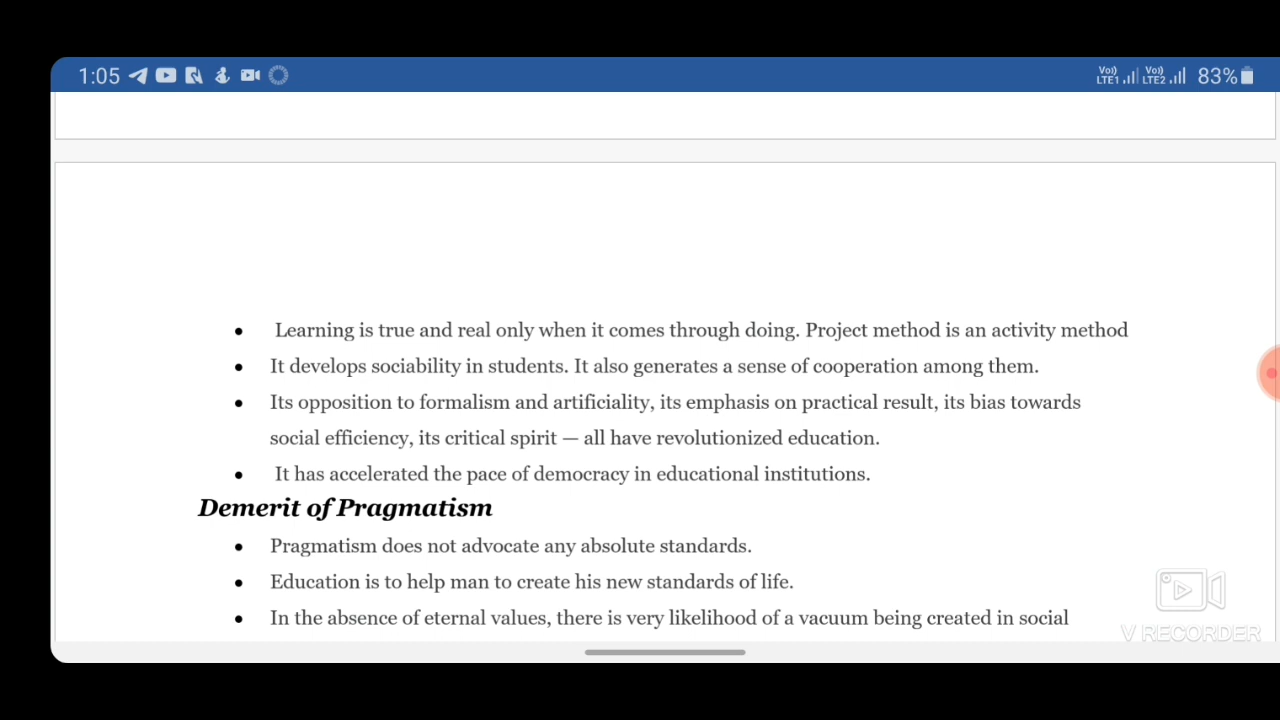 1:05
Vo)) LTE1 Vo)) LTE2 83%
• Learning is true and real only when it comes through doing. Project method is an activity method
• It develops sociability in students. It also generates a sense of cooperation among them.
• Its opposition to formalism and artificiality, its emphasis on practical result, its bias towards
social efficiency, its critical spirit — all have revolutionized education.
• It has accelerated the pace of democracy in educational institutions.
Demerit of Pragmatism
• Pragmatism does not advocate any absolute standards.
• Education is to help man to create his new standards of life.
• In the absence of eternal values, there is very likelihood of a vacuum being created in social
V RECORDER